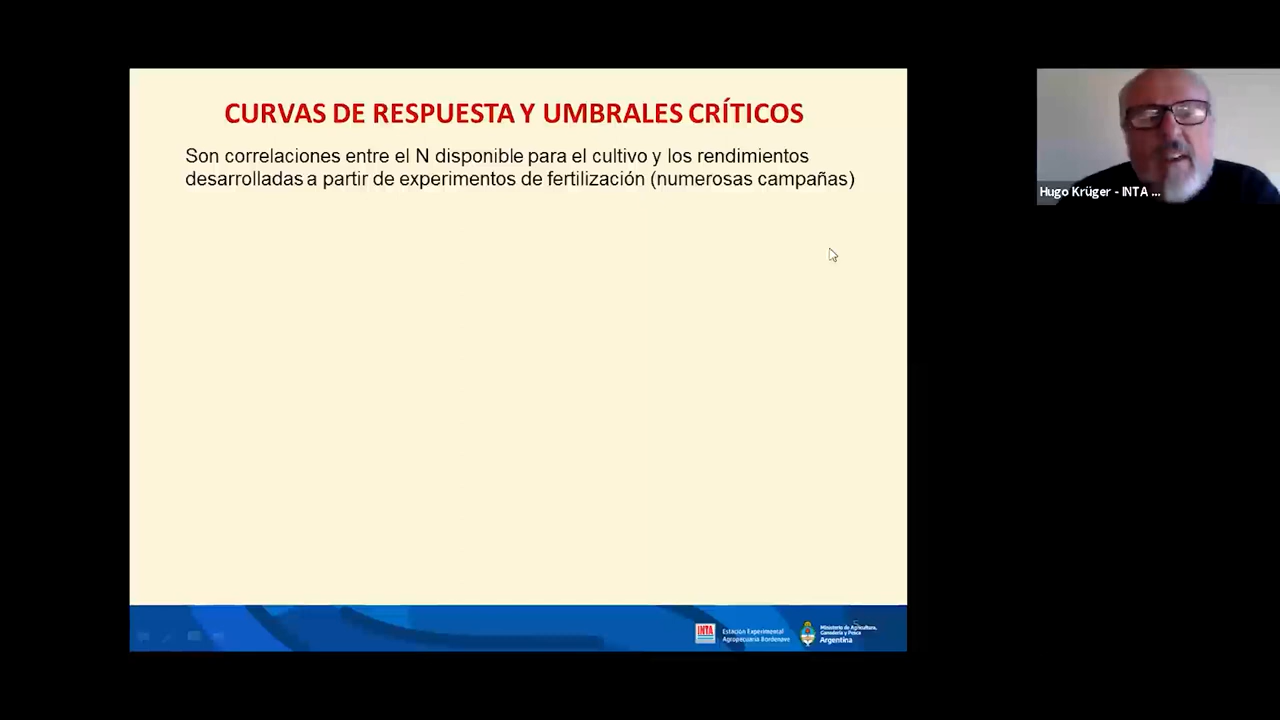 CURVAS DE RESPUESTA Y UMBRALES CRÍTICOS
Son correlaciones entre el N disponible para el cultivo y los rendimientos
desarrolladas a partir de experimentos de fertilización (numerosas campañas)
Hugo Krüger - INTA ...
INTA
Estación Experimental
Agropecuaria Bordenave
Ministerio de Agricultura,
Ganadería y Pesca
Argentina